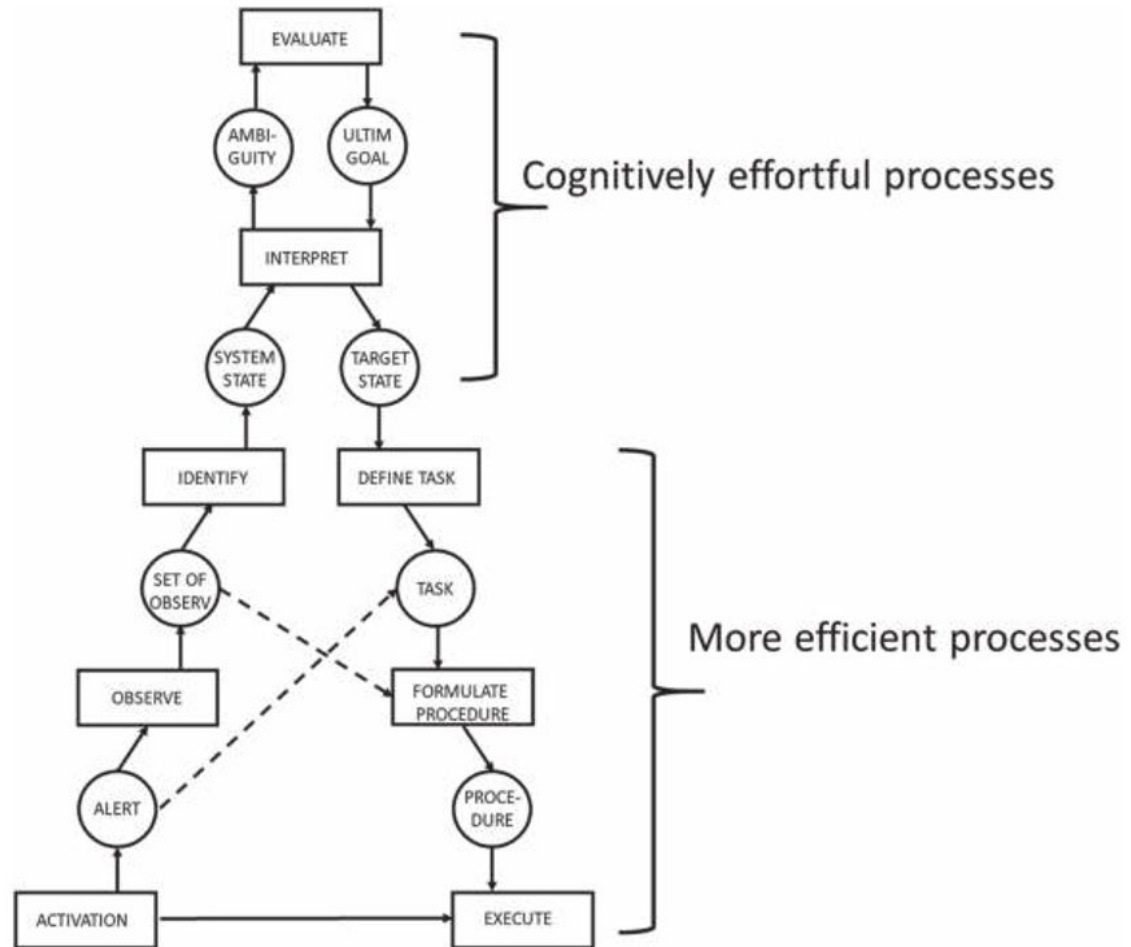 EVALUATE
AMBI-
GUITY
ULTIM
GOAL
Cognitively effortful processes
INTERPRET
SYSTEM
STATE
TARGET
STATE
IDENTIFY
DEFINE TASK
SET OF
OBSERV
TASK
More efficient processes
OBSERVE
FORMULATE
PROCEDURE
ALERT
PROCE-
DURE
ACTIVATION
EXECUTE